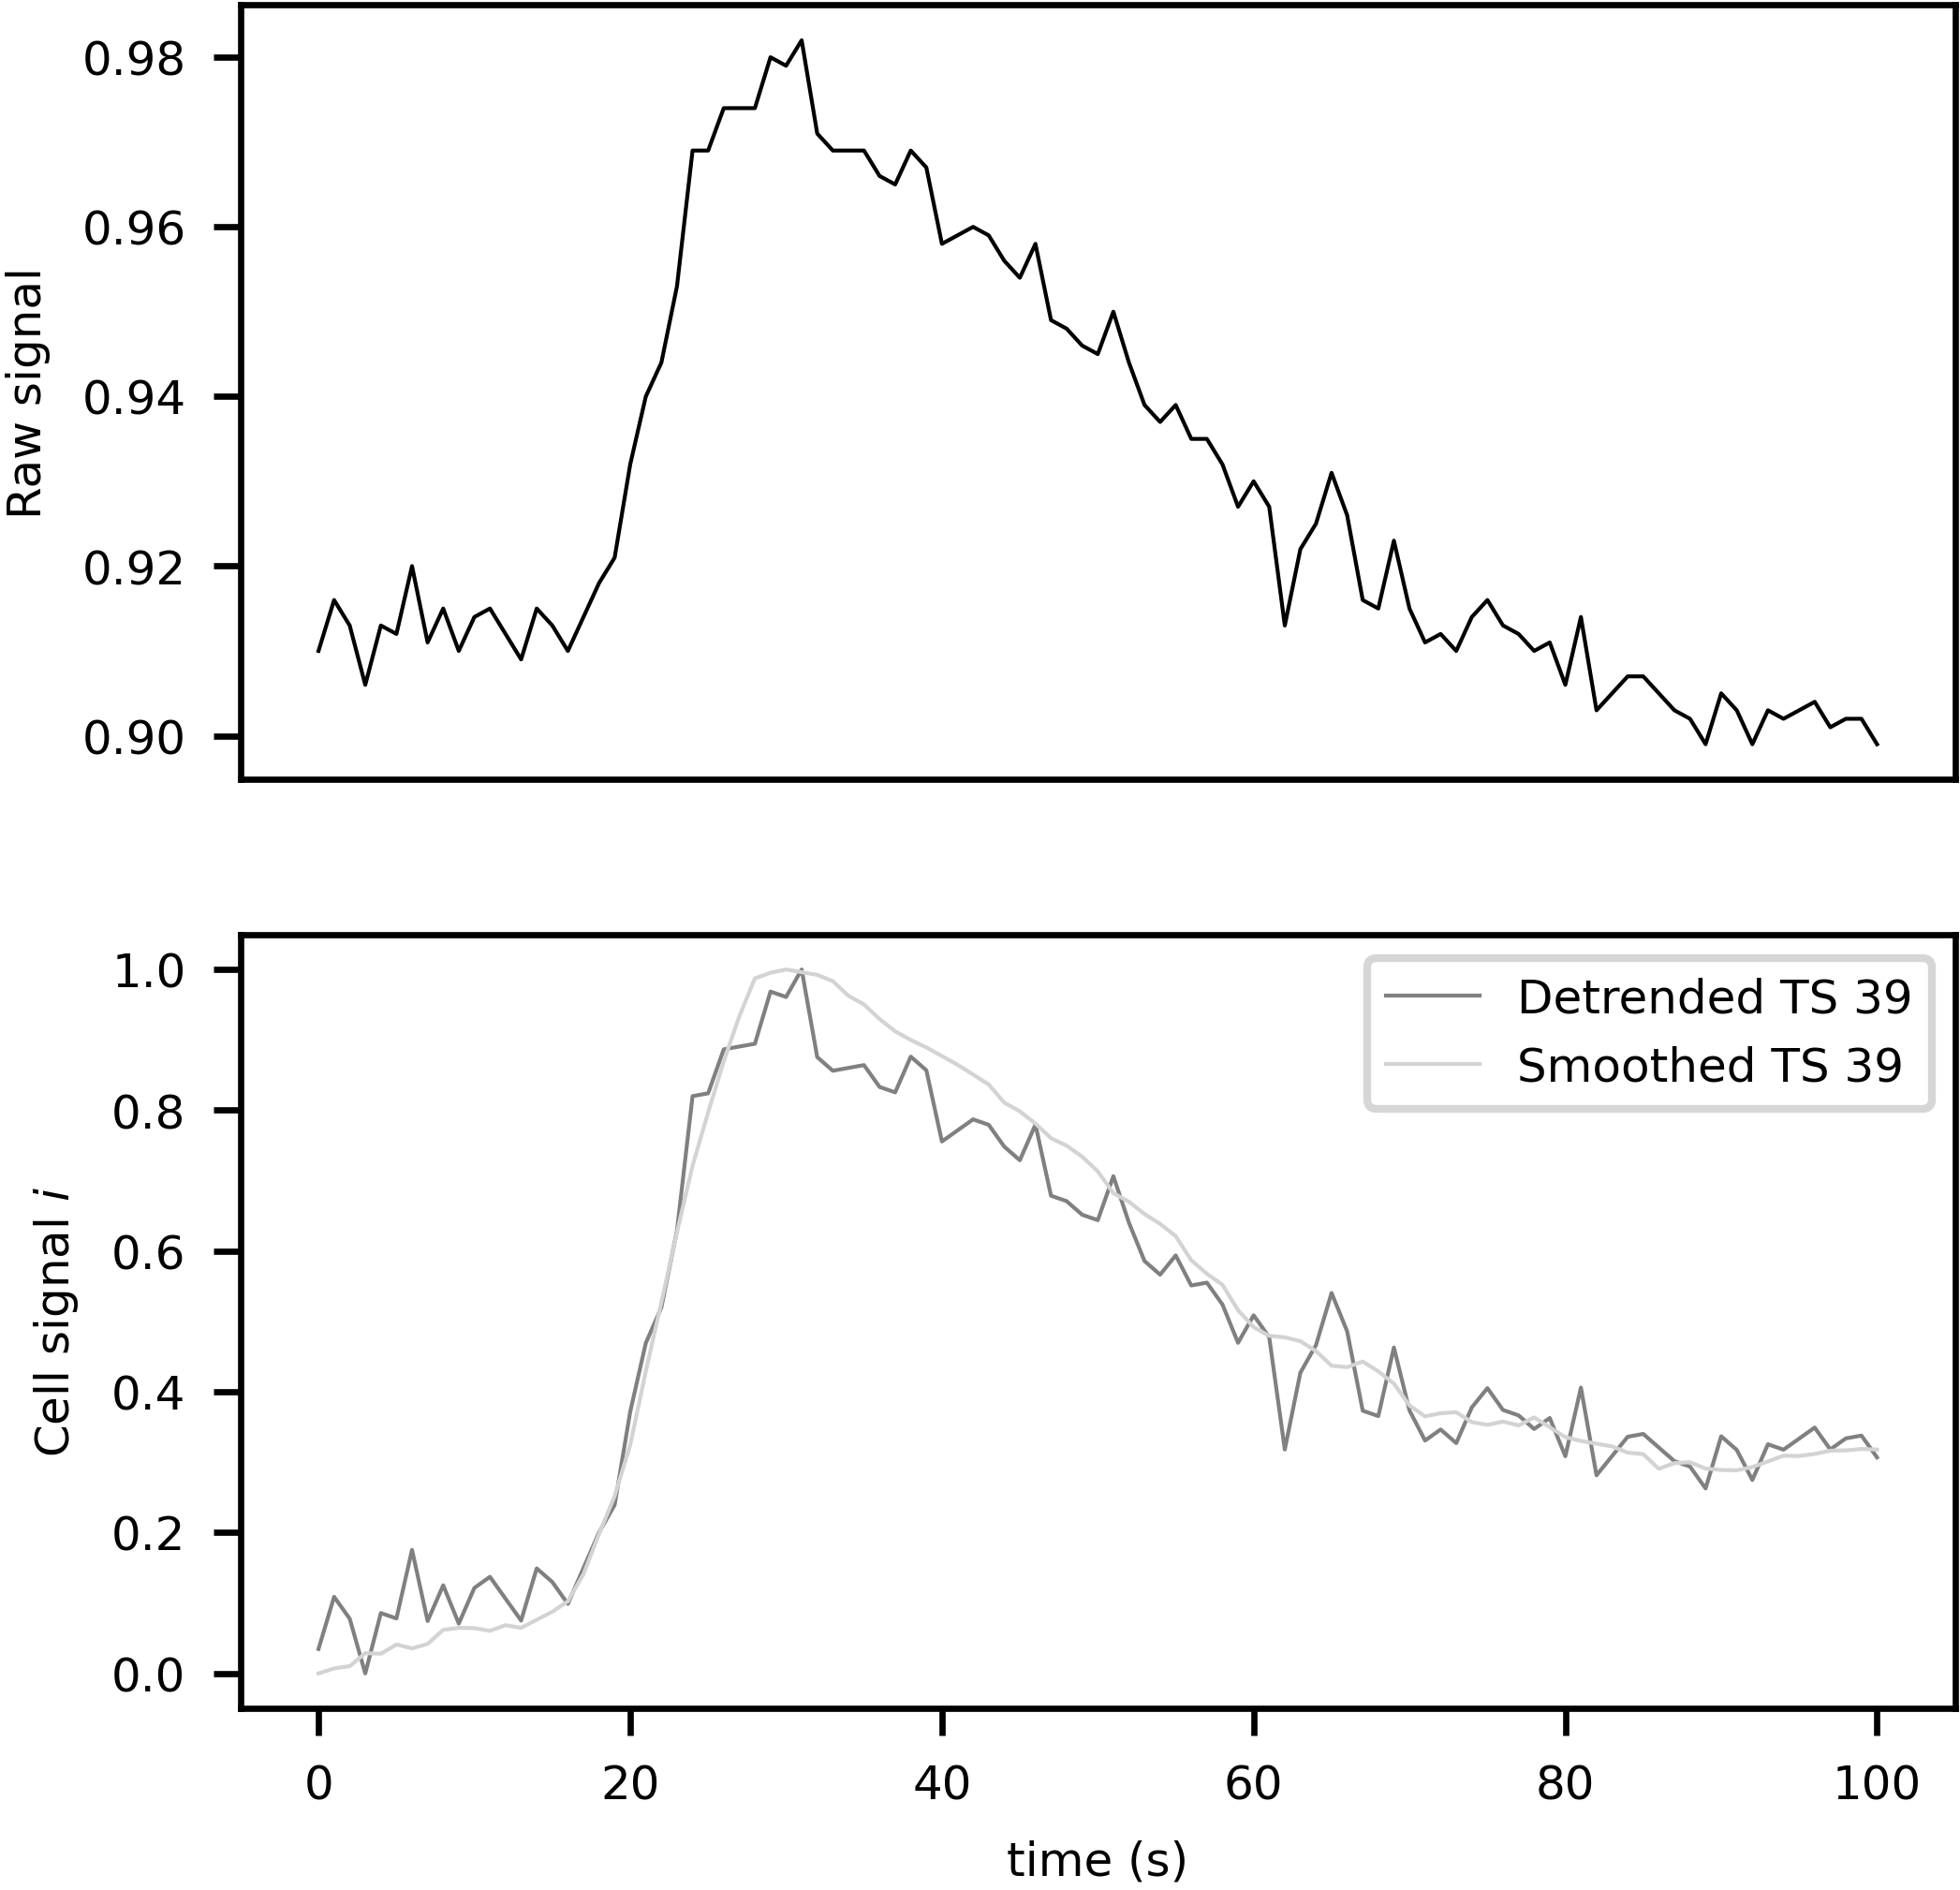 Raw signal
0.98
0.96
0.94
0.92
0.90
Cell signal i
1.0
0.8
0.6
0.4
0.2
0.0
Detrended TS 39
Smoothed TS 39
0 20 40 60 80 100
time (s)